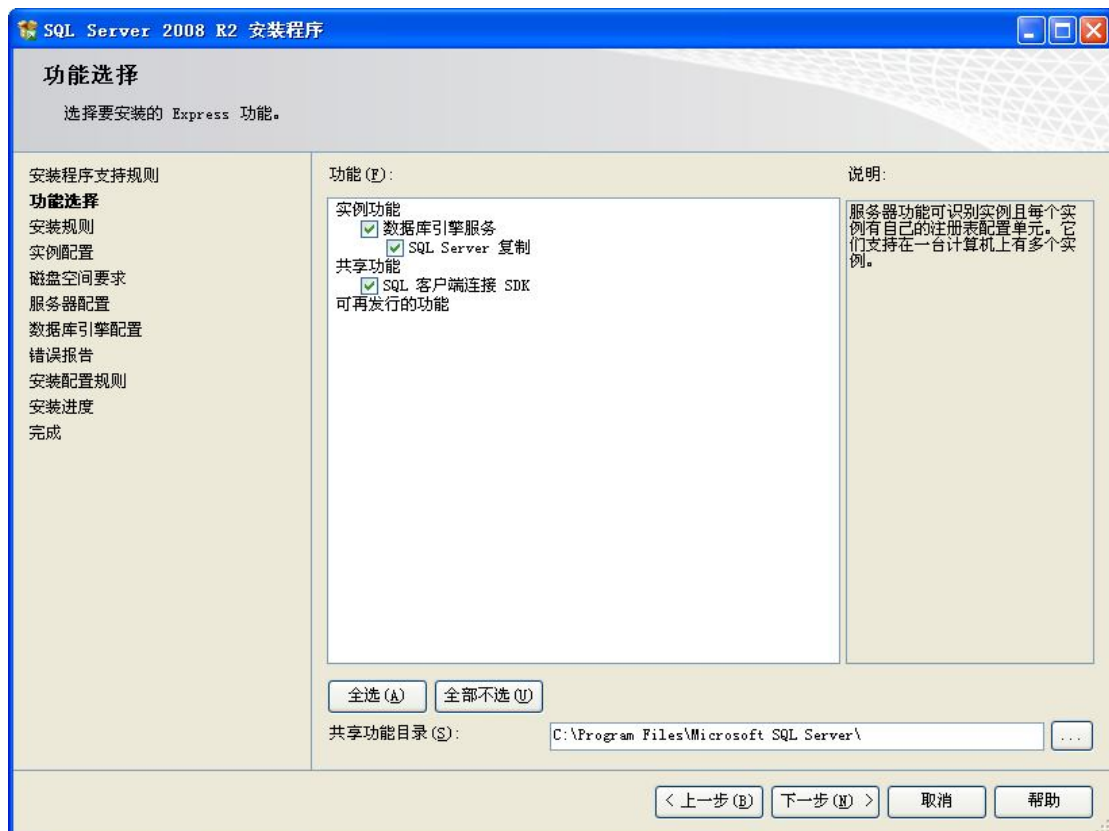 SQL Server 2008 R2 安装程序
功能选择
选择要安装的 Express 功能。
安装程序支持规则
功能选择
安装规则
实例配置
磁盘空间要求
服务器配置
数据库引擎配置
错误报告
安装配置规则
安装进度
完成
功能(F):
实例功能
数据库引擎服务
SQL Server 复制
共享功能
SQL 客户端连接 SDK
可再发行的功能
说明:
服务器功能可识别实例且每个实
例有自己的注册表配置单元。它
们支持在一台计算机上有多个实
例。
全选(A)
全部不选(U)
共享功能目录(S):
C:\Program Files\Microsoft SQL Server\
...
< 上一步(B)
下一步(N) >
取消
帮助